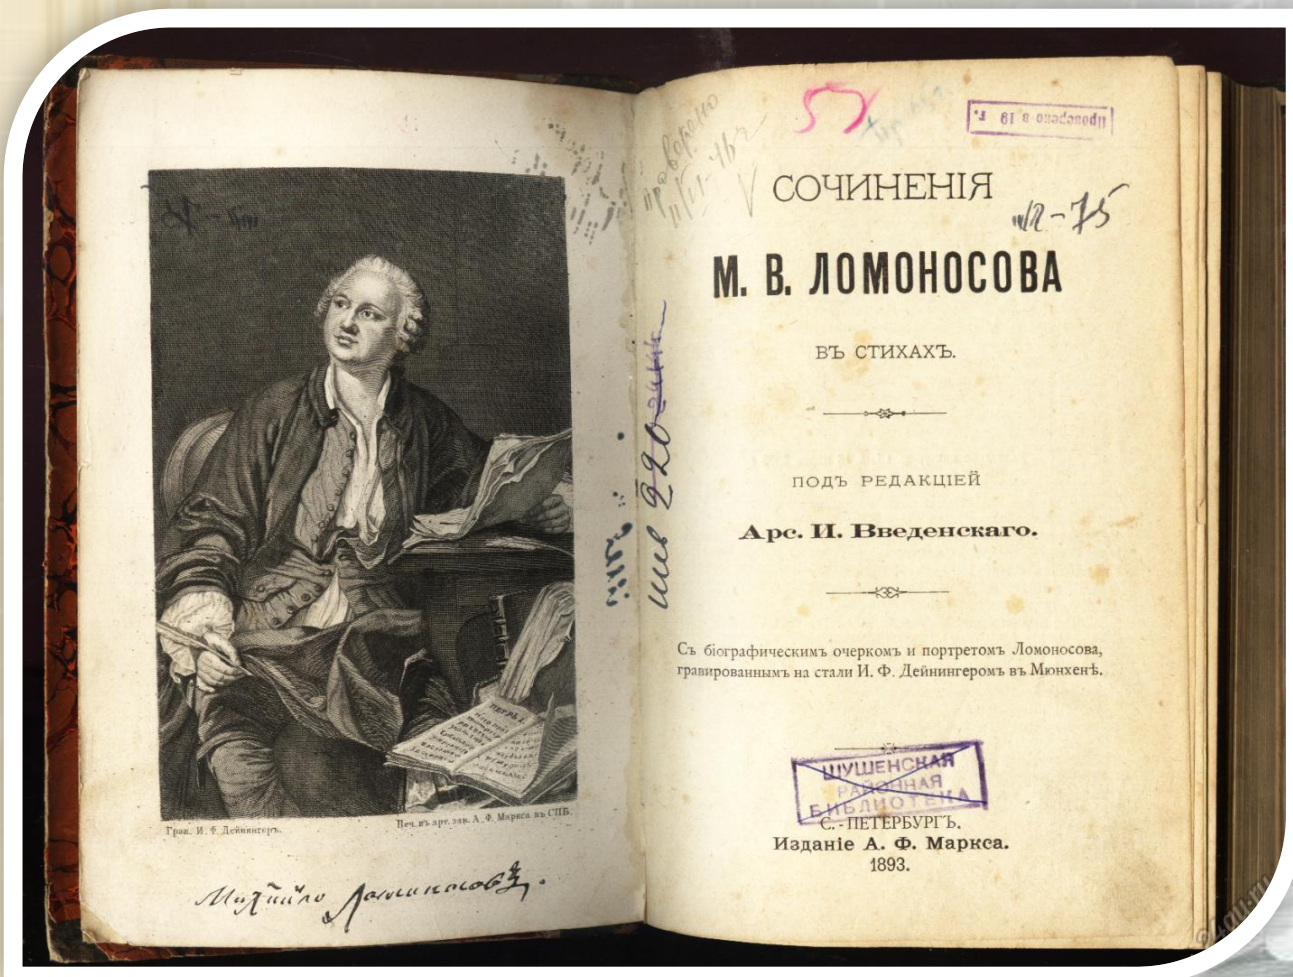 Грав. И. Ф. Дейнингеръ.
Печ. въ арт. зав. А. Ф. Маркса въ СПБ.
Михайло Ломоносовъ.
51
проверено
Проверено в 19 г.
СОЧИНЕНІЯ
М. В. ЛОМОНОСОВА
ВЪ СТИХАХЪ.
ПОДЪ РЕДАКЦІЕЙ
Арс. И. Введенскаго.
Съ біографическимъ очеркомъ и портретомъ Ломоносова,
гравированнымъ на стали И. Ф. Дейнингеромъ въ Мюнхенѣ.
ШУШЕНСКАЯ
РАЙОННАЯ
БИБЛИОТЕКА
С.-ПЕТЕРБУРГЪ.
Изданіе А. Ф. Маркса.
1893.